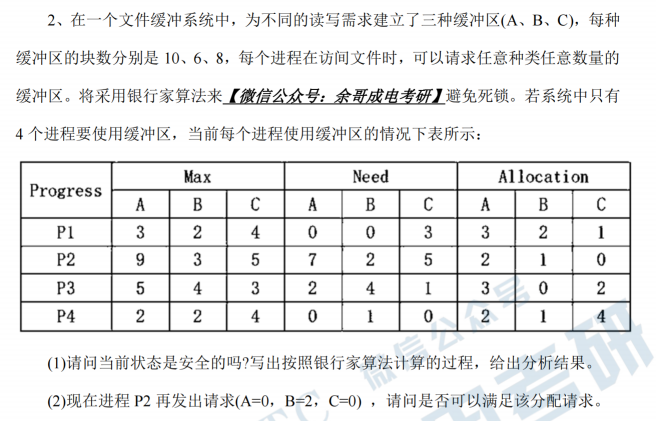 2、在一个文件缓冲系统中，为不同的读写需求建立了三种缓冲区(A、B、C)，每种
缓冲区的块数分别是 10、6、8，每个进程在访问文件时，可以请求任意种类任意数量的
缓冲区。将采用银行家算法来【微信公众号：余哥成电考研】避免死锁。若系统中只有
4 个进程要使用缓冲区，当前每个进程使用缓冲区的情况下表所示：
Progress Max Need Allocation
A B C A B C A B C
P1 3 2 4 0 0 3 3 2 1
P2 9 3 5 7 2 5 2 1 0
P3 5 4 3 2 4 1 3 0 2
P4 2 2 4 0 1 0 2 1 4
(1)请问当前状态是安全的吗?写出按照银行家算法计算的过程，给出分析结果。
(2)现在进程 P2 再发出请求(A=0，B=2，C=0) ，请问是否可以满足该分配请求。
微信公众号